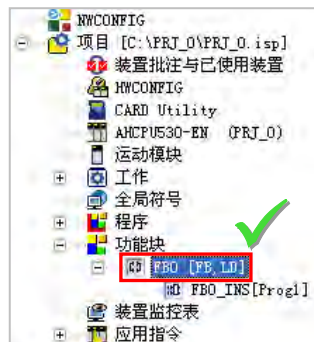 NWCONFIG
项目 [C:\PRJ_0\PRJ_0.isp]
装置批注与已使用装置
HWCONFIG
CARD Utility
AHCPU530-EN (PRJ_0)
运动模块
工作
全局符号
程序
功能块
FB0 [FB,LD]
FB0_INS[Prog1]
装置监控表
应用指令